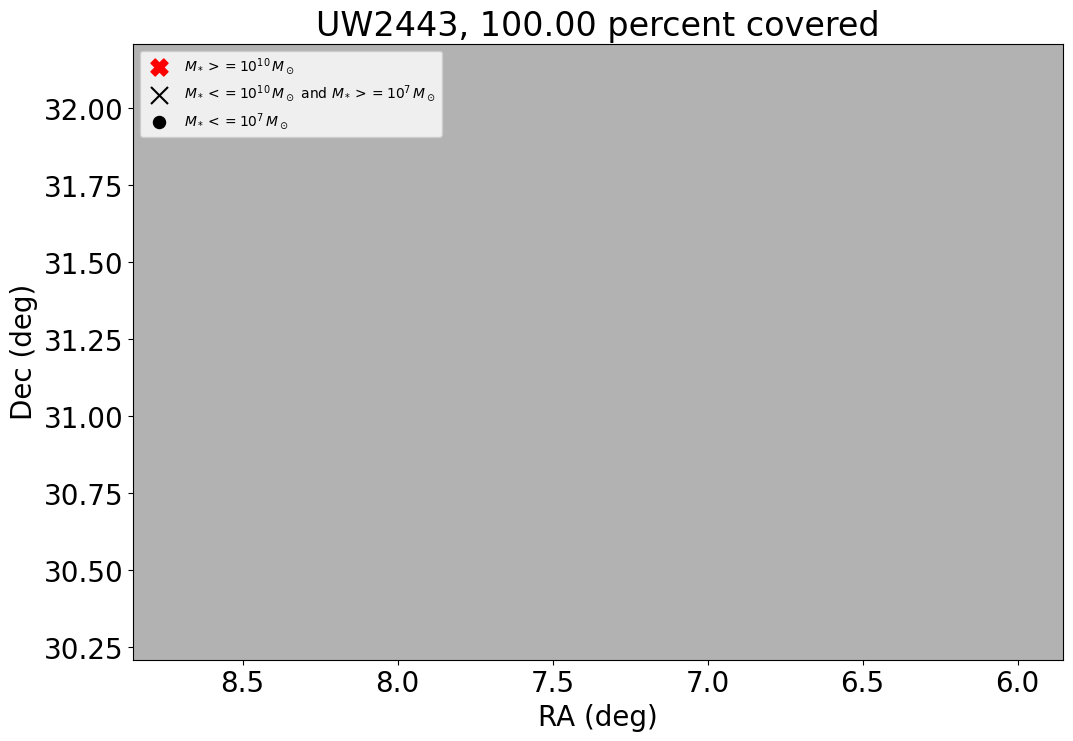 UW2443, 100.00 percent covered
M* >= 10^10 M⊙
M* <= 10^10 M⊙ and M* >= 10^7 M⊙
M* <= 10^7 M⊙
32.00
31.75
31.50
31.25
31.00
30.75
30.50
30.25
Dec (deg)
8.5 8.0 7.5 7.0 6.5 6.0
RA (deg)